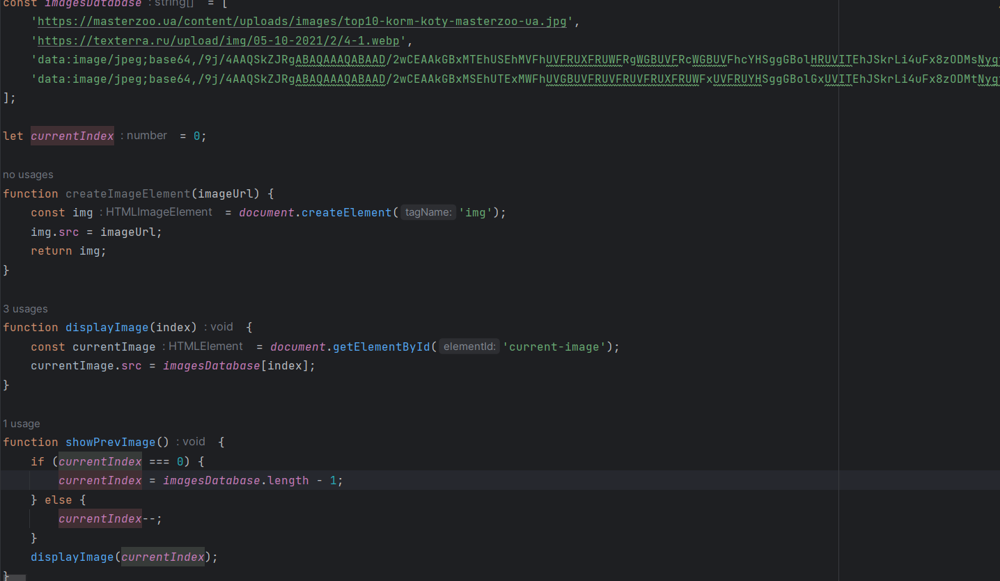 const imagesDatabase : string[] = [
'https://masterzoo.ua/content/uploads/images/top10-korm-koty-masterzoo-ua.jpg',
'https://texterra.ru/upload/img/05-10-2021/2/4-1.webp',
'data:image/jpeg;base64,/9j/4AAQSkZJRgABAQAAAQABAAD/2wCEAAkGBxMTEhUSEhMVFhUVFRUXFRUWFRgWGBUVFRcWGBUVFhcYHSggGBolHRUVITEhJSkrLi4uFx8zODMsNygt
'data:image/jpeg;base64,/9j/4AAQSkZJRgABAQAAAQABAAD/2wCEAAkGBxMSEhUTExMWFhUVGBUVFRUVFRUVFRUXFRUWFxUVFRUYHSggGBolGxUVITEhJSkrLi4uFx8zODMtNygt
];
let currentIndex : number = 0;
no usages
function createImageElement(imageUrl) {
const img : HTMLImageElement = document.createElement( tagName: 'img');
img.src = imageUrl;
return img;
}
3 usages
function displayImage(index) : void {
const currentImage : HTMLElement = document.getElementById( elementId: 'current-image');
currentImage.src = imagesDatabase[index];
}
1 usage
function showPrevImage() : void {
if (currentIndex === 0) {
currentIndex = imagesDatabase.length - 1;
} else {
currentIndex--;
}
displayImage(currentIndex);
}